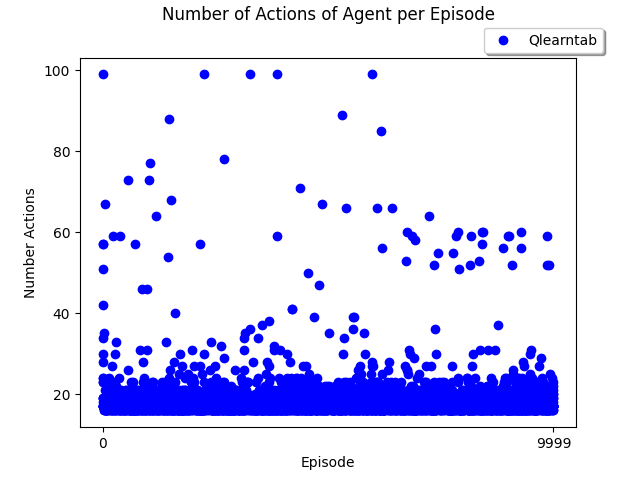 Number of Actions of Agent per Episode
Qlearntab
100
80
60
40
20
Number Actions
0
9999
Episode